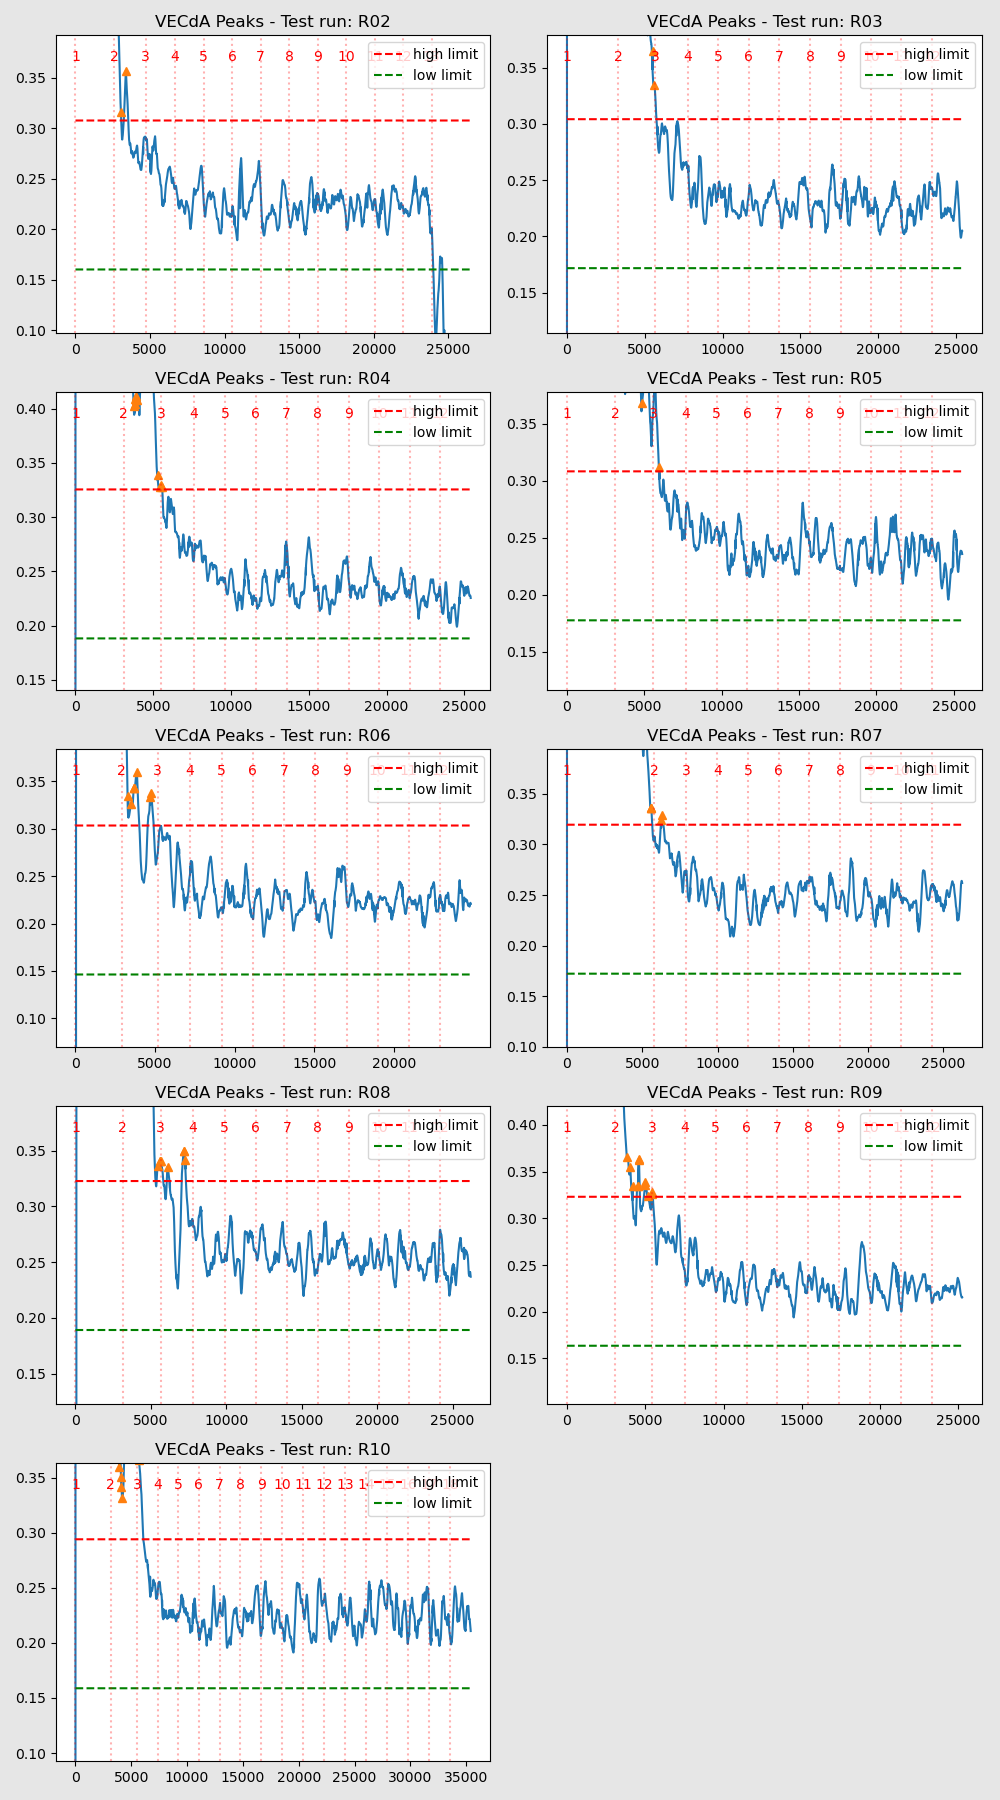 VECdA Peaks - Test run: R02
1 2 3 4 5 6 7 8 9 10
high limit
low limit
0.35
0.30
0.25
0.20
0.15
0.10
0 5000 10000 15000 20000 25000
VECdA Peaks - Test run: R03
1 2 3 4 5 6 7 8 9
high limit
low limit
0.35
0.30
0.25
0.20
0.15
0 5000 10000 15000 20000 25000
VECdA Peaks - Test run: R04
1 2 3 4 5 6 7 8 9
high limit
low limit
0.40
0.35
0.30
0.25
0.20
0.15
0 5000 10000 15000 20000 25000
VECdA Peaks - Test run: R05
1 2 3 4 5 6 7 8 9
high limit
low limit
0.35
0.30
0.25
0.20
0.15
0 5000 10000 15000 20000 25000
VECdA Peaks - Test run: R06
1 2 3 4 5 6 7 8 9
high limit
low limit
0.35
0.30
0.25
0.20
0.15
0.10
0 5000 10000 15000 20000
VECdA Peaks - Test run: R07
1 2 3 4 5 6 7 8
high limit
low limit
0.35
0.30
0.25
0.20
0.15
0.10
0 5000 10000 15000 20000 25000
VECdA Peaks - Test run: R08
1 2 3 4 5 6 7 8 9
high limit
low limit
0.35
0.30
0.25
0.20
0.15
0 5000 10000 15000 20000 25000
VECdA Peaks - Test run: R09
1 2 3 4 5 6 7 8 9
high limit
low limit
0.40
0.35
0.30
0.25
0.20
0.15
0 5000 10000 15000 20000 25000
VECdA Peaks - Test run: R10
1 2 3 4 5 6 7 8 9 10 11 12 13 14
high limit
low limit
0.35
0.30
0.25
0.20
0.15
0.10
0 5000 10000 15000 20000 25000 30000 35000